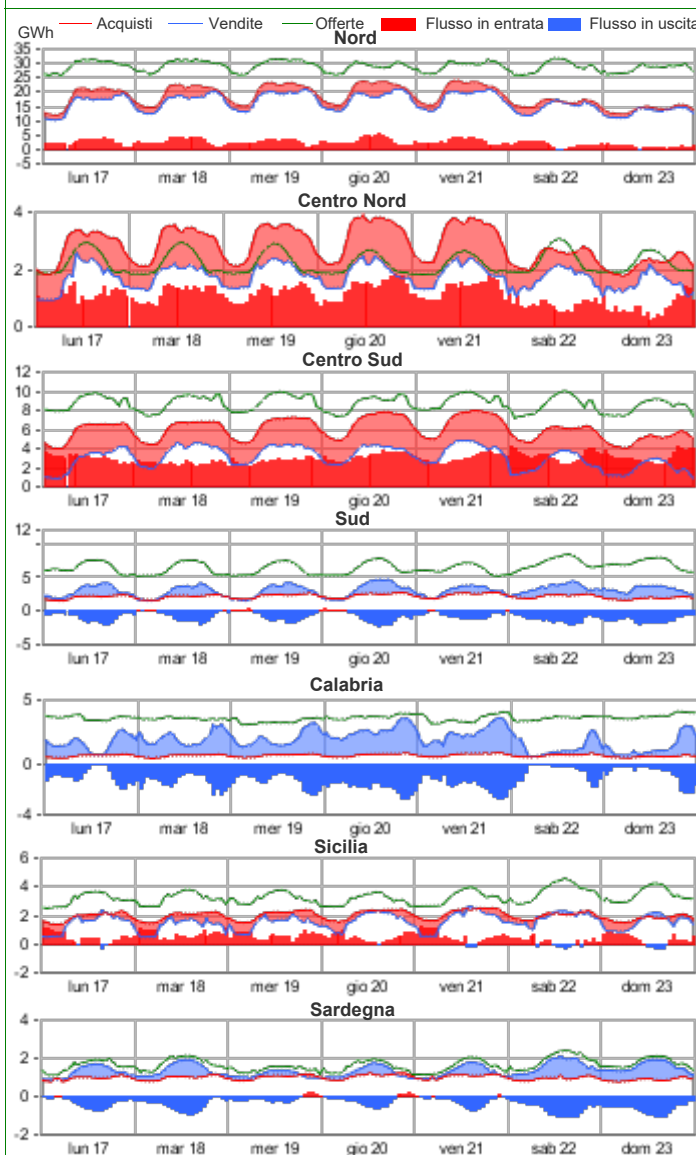 GWh
Acquisti Vendite Offerte Flusso in entrata Flusso in uscita
Nord
35
30
25
20
15
10
5
0
-5
lun 17 mar 18 mer 19 gio 20 ven 21 sab 22 dom 23
Centro Nord
4
2
0
lun 17 mar 18 mer 19 gio 20 ven 21 sab 22 dom 23
Centro Sud
12
10
8
6
4
2
0
lun 17 mar 18 mer 19 gio 20 ven 21 sab 22 dom 23
Sud
12
5
0
-5
lun 17 mar 18 mer 19 gio 20 ven 21 sab 22 dom 23
Calabria
5
0
-4
lun 17 mar 18 mer 19 gio 20 ven 21 sab 22 dom 23
Sicilia
6
4
2
0
-2
lun 17 mar 18 mer 19 gio 20 ven 21 sab 22 dom 23
Sardegna
4
2
0
-2
lun 17 mar 18 mer 19 gio 20 ven 21 sab 22 dom 23